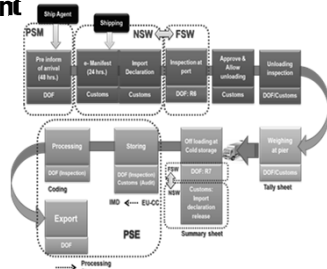 nt
Ship Agent
Shipping
PSM
NSW
FSW
Pre inform
of arrival
(48 hrs.)
DOF
e- Manifest
(24 hrs.)
Customs
Import
Declaration
Customs
Inspection at
port
DOF: R6
Approve &
Allow
unloading
Customs
Unloading
inspection
DOF/Customs
Processing
DOF (Inspection)
Coding
Storing
DOF (Inspection)
Customs (Audit)
IMD
EU-CC
Off loading at
Cold storage
DOF: R7
FSW
NSW
Customs:
Import
declaration
release
Summary sheet
Weighing
at pier
DOF/Customs
Tally sheet
Export
DOF
PSE
Processing